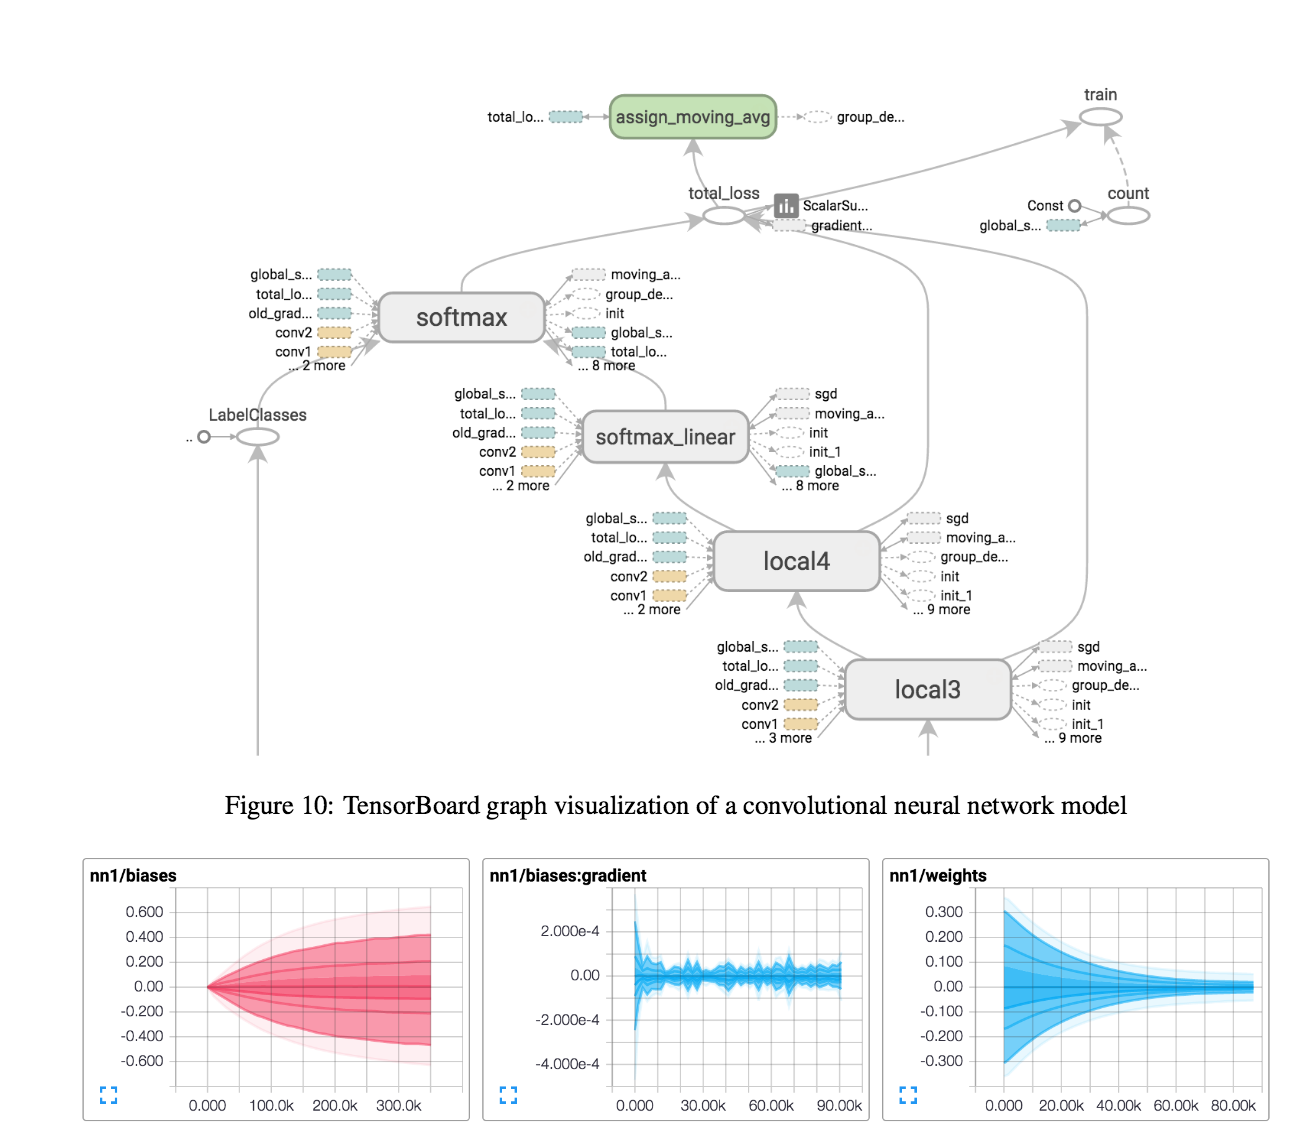 train
total_lo...
assign_moving_avg
group_de...
total_loss
count
ScalarSu...
Const
gradient...
global_s...
global_s...
total_lo...
old_grad...
conv2
conv1
... 2 more
softmax
moving_a...
group_de...
init
global_s...
total_lo...
... 8 more
LabelClasses
..
global_s...
total_lo...
old_grad...
conv2
conv1
... 2 more
softmax_linear
sgd
moving_a...
init
init_1
global_s...
... 8 more
global_s...
total_lo...
old_grad...
conv2
conv1
... 2 more
local4
sgd
moving_a...
group_de...
init
init_1
... 9 more
global_s...
total_lo...
old_grad...
conv2
conv1
... 3 more
local3
sgd
moving_a...
group_de...
init
init_1
... 9 more
Figure 10: TensorBoard graph visualization of a convolutional neural network model
nn1/biases
0.600
0.400
0.200
0.00
-0.200
-0.400
-0.600
0.000 100.0k 200.0k 300.0k
nn1/biases:gradient
2.000e-4
0.00
-2.000e-4
-4.000e-4
0.000 30.00k 60.00k 90.00k
nn1/weights
0.300
0.200
0.100
0.00
-0.100
-0.200
-0.300
0.000 20.00k 40.00k 60.00k 80.00k